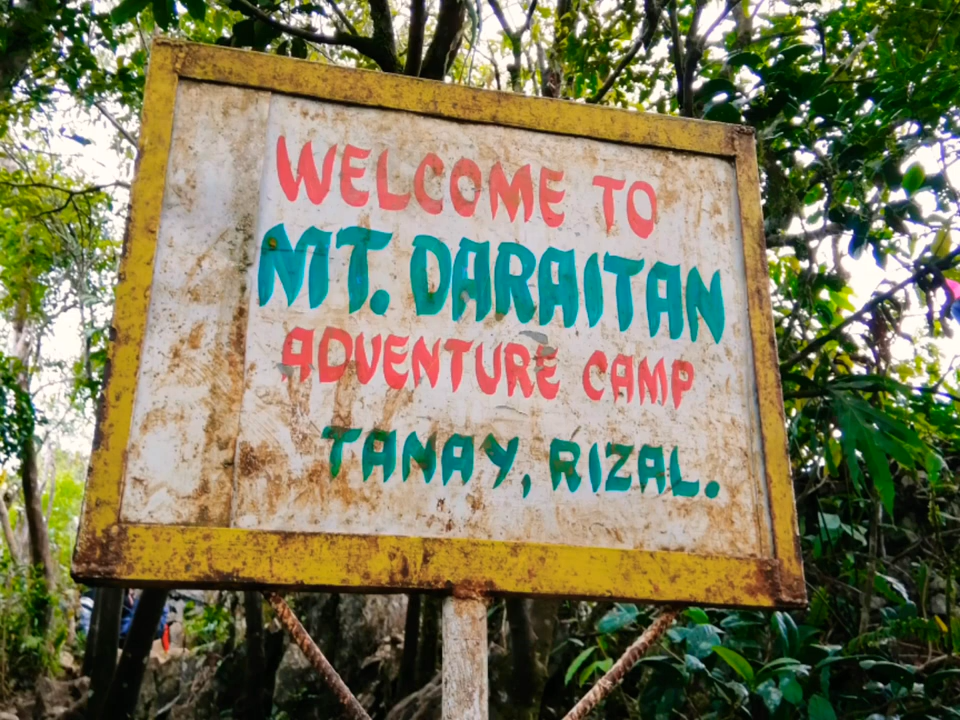 WELCOME TO
MT. DARAITAN
ADVENTURE CAMP
TANAY, RIZAL.